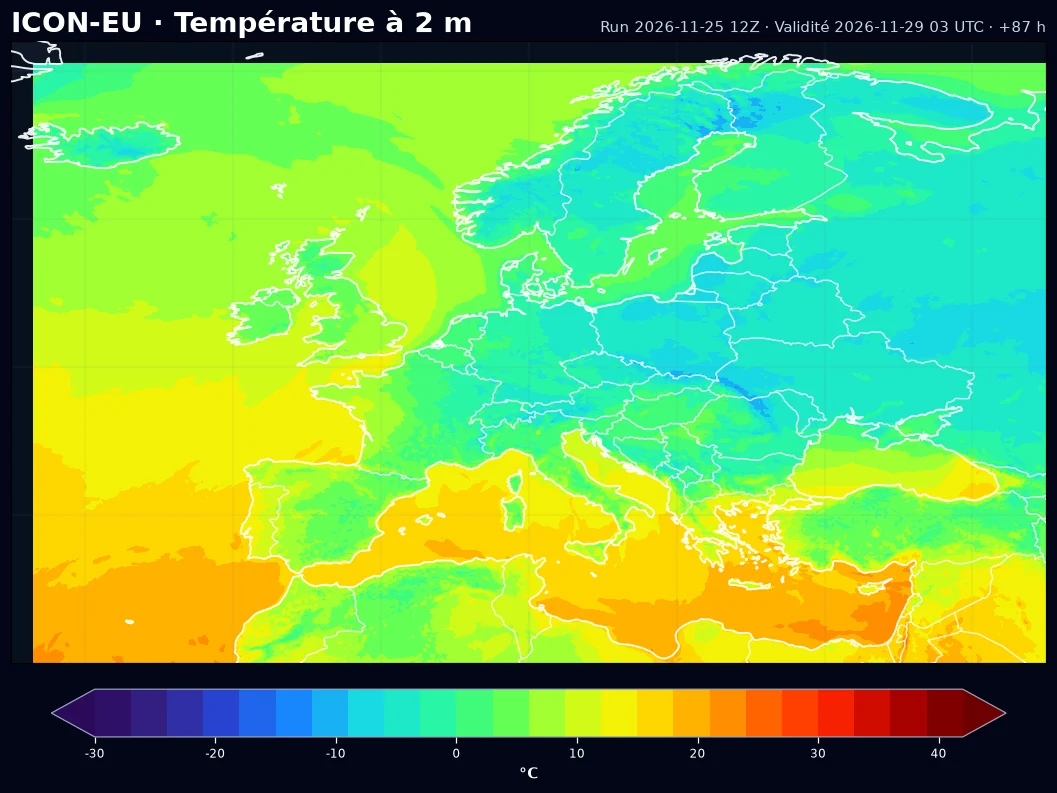 ICON-EU · Température à 2 m
Run 2026-11-25 12Z · Validité 2026-11-29 03 UTC · +87 h
-30 -20 -10 0 10 20 30 40
°C